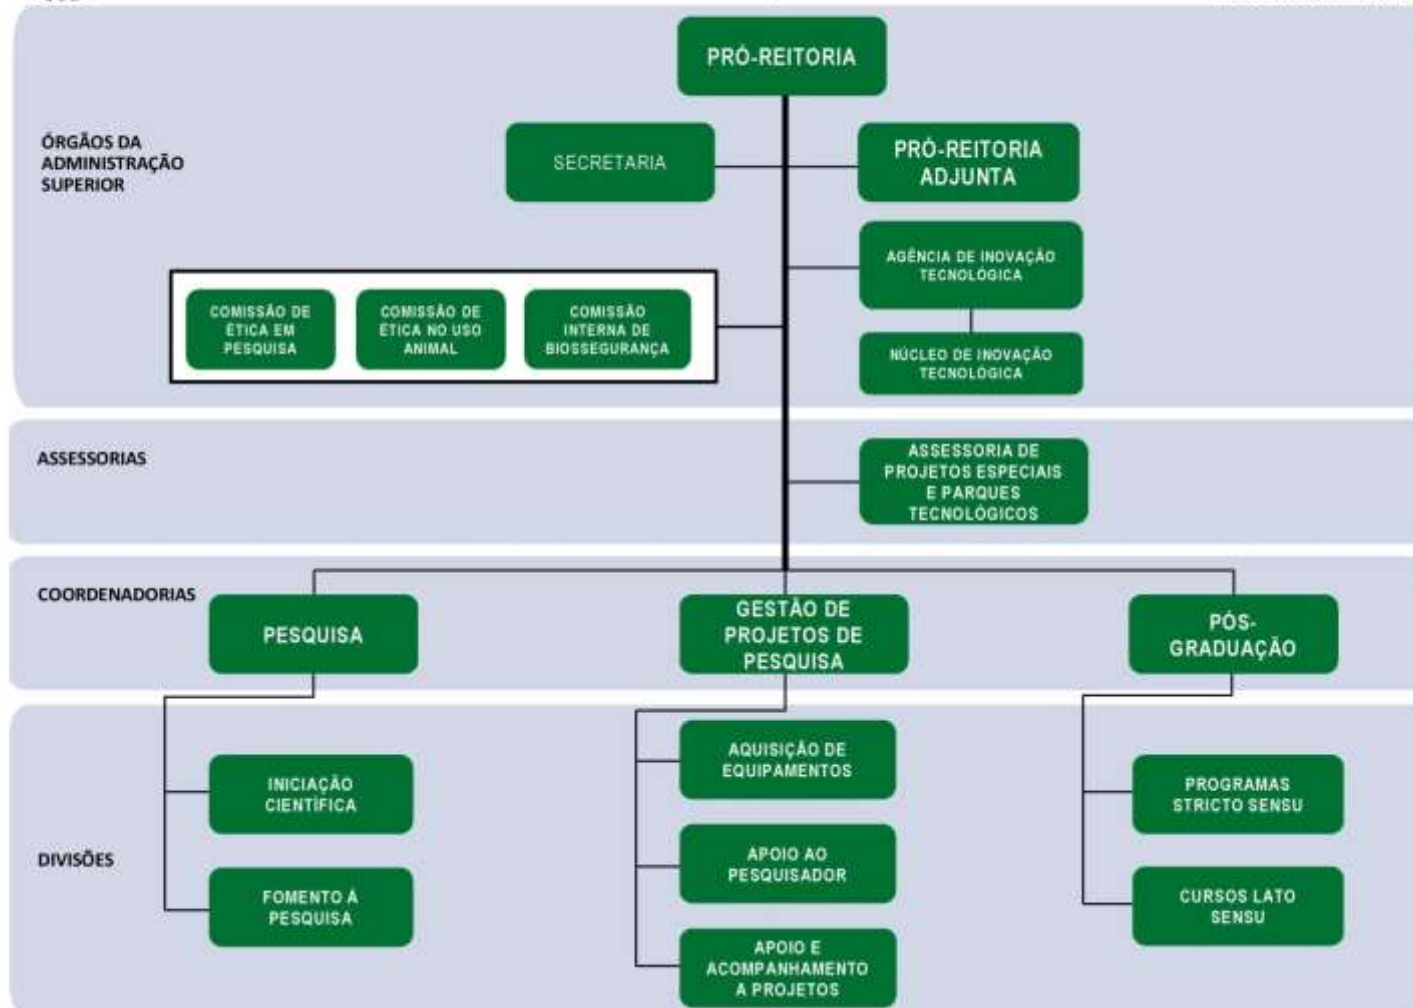 PRÓ-REITORIA
ÓRGÃOS DA
ADMINISTRAÇÃO
SUPERIOR
SECRETARIA
PRÓ-REITORIA
ADJUNTA
AGÊNCIA DE INOVAÇÃO
TECNOLÓGICA
COMISSÃO DE
ÉTICA EM
PESQUISA
COMISSÃO DE
ÉTICA NO USO
ANIMAL
COMISSÃO
INTERNA DE
BIOSSEGURANÇA
NÚCLEO DE INOVAÇÃO
TECNOLÓGICA
ASSESSORIAS
ASSESSORIA DE
PROJETOS ESPECIAIS
E PARQUES
TECNOLÓGICOS
COORDENADORIAS
PESQUISA
GESTÃO DE
PROJETOS DE
PESQUISA
PÓS-
GRADUAÇÃO
DIVISÕES
INICIAÇÃO
CIENTÍFICA
FOMENTO À
PESQUISA
AQUISIÇÃO DE
EQUIPAMENTOS
APOIO AO
PESQUISADOR
APOIO E
ACOMPANHAMENTO
A PROJETOS
PROGRAMAS
STRICTO SENSU
CURSOS LATO
SENSU